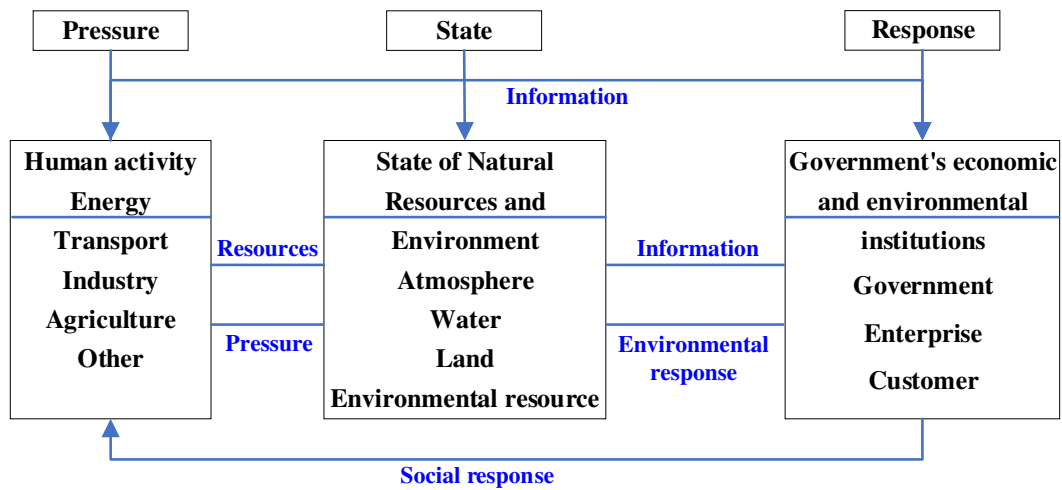 Pressure
State
Response
Information
Human activity
Energy
Transport
Industry
Agriculture
Other
Resources
Pressure
State of Natural
Resources and
Environment
Atmosphere
Water
Land
Environmental resource
Information
Environmental
response
Government's economic
and environmental
institutions
Government
Enterprise
Customer
Social response